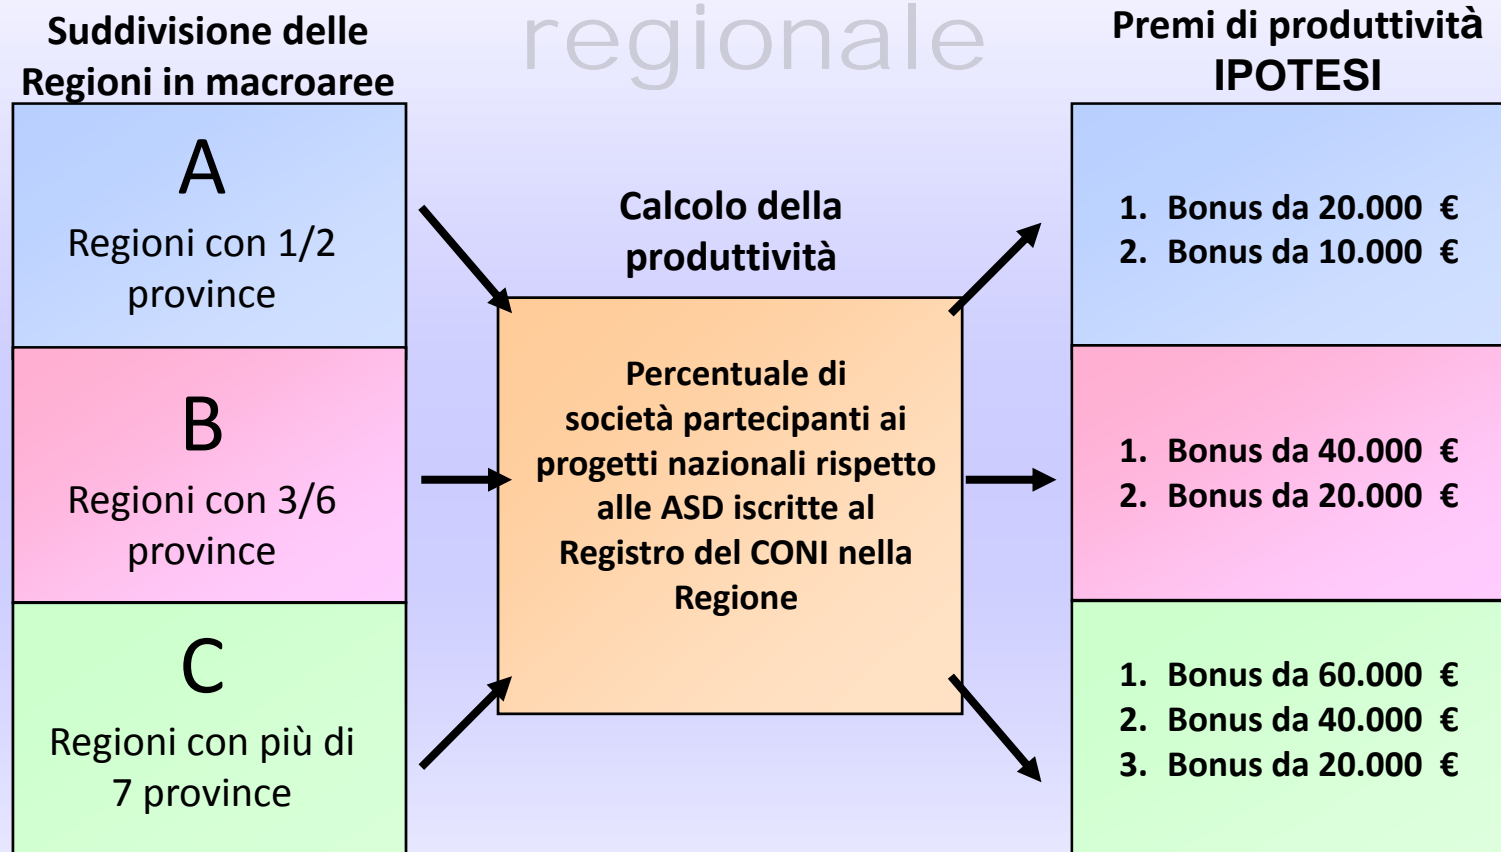 regionale
Suddivisione delle
Regioni in macroaree
A
Regioni con 1/2
province
B
Regioni con 3/6
province
C
Regioni con più di
7 province
Calcolo della
produttività
Percentuale di
società partecipanti ai
progetti nazionali rispetto
alle ASD iscritte al
Registro del CONI nella
Regione
Premi di produttività
IPOTESI
1. Bonus da 20.000 €
2. Bonus da 10.000 €
1. Bonus da 40.000 €
2. Bonus da 20.000 €
1. Bonus da 60.000 €
2. Bonus da 40.000 €
3. Bonus da 20.000 €